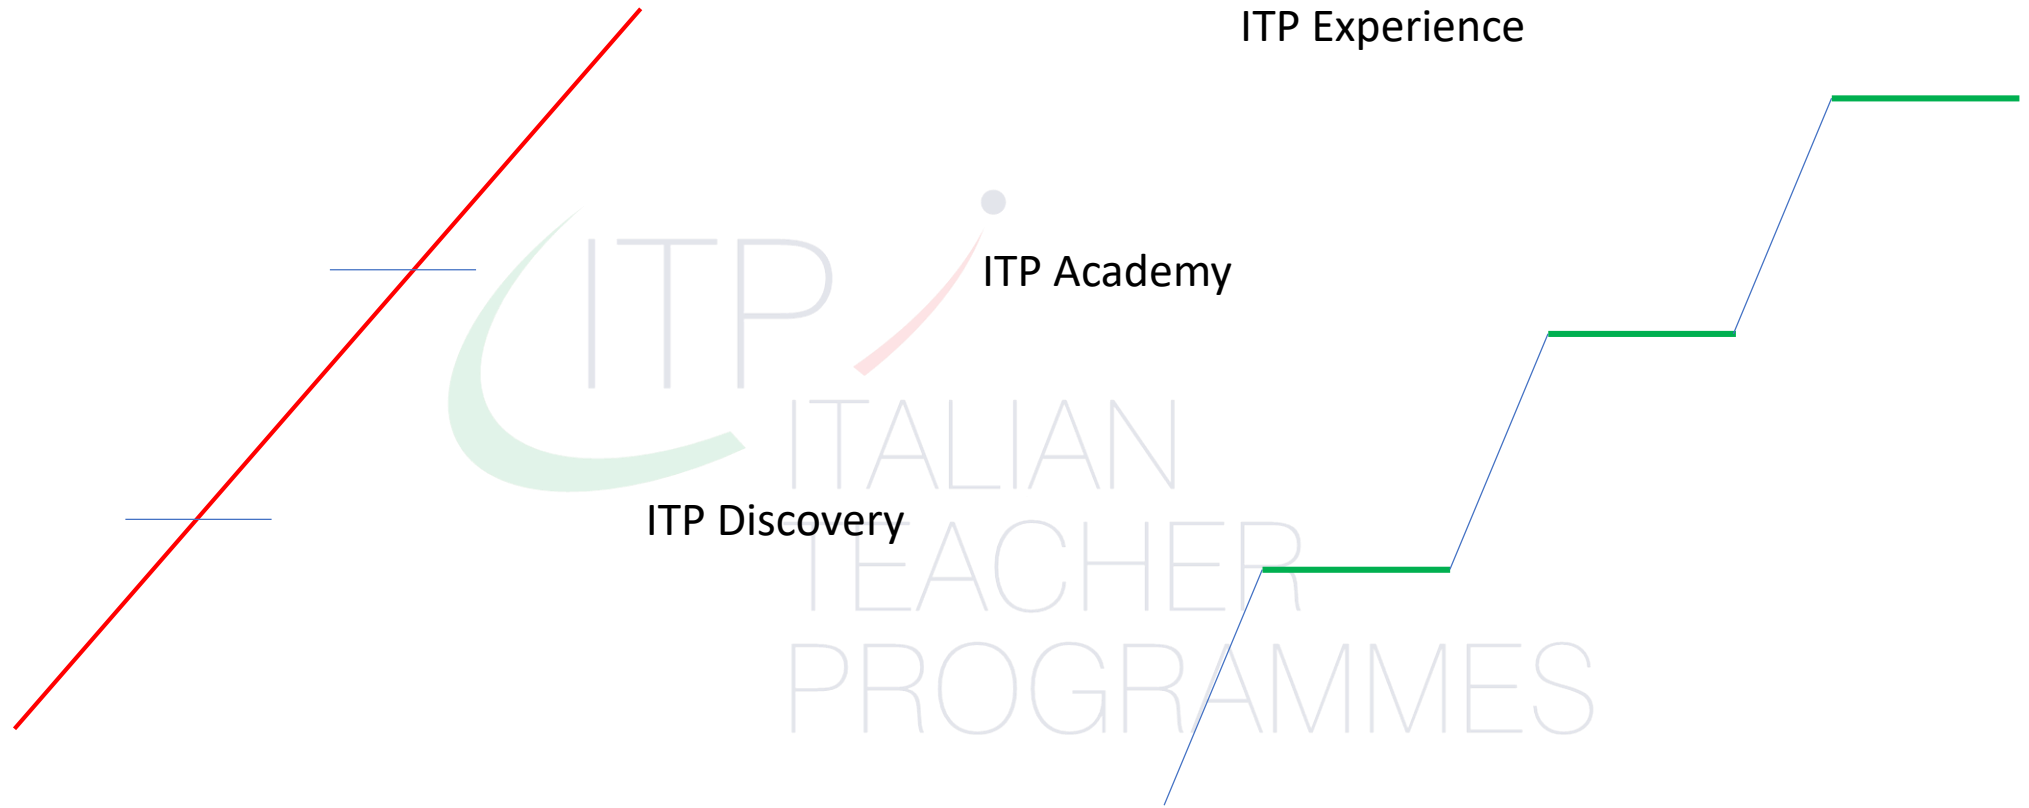 ITP Experience
ITP
ITP Academy
ITALIAN
ITP Discovery
TEACHER
PROGRAMMES